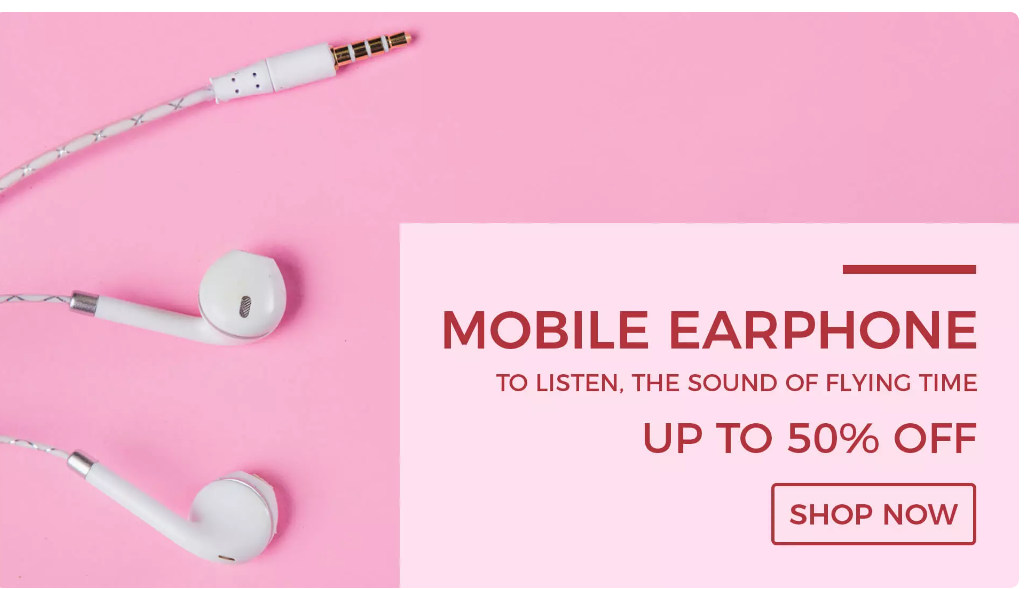 MOBILE EARPHONE
TO LISTEN, THE SOUND OF FLYING TIME
UP TO 50% OFF
SHOP NOW